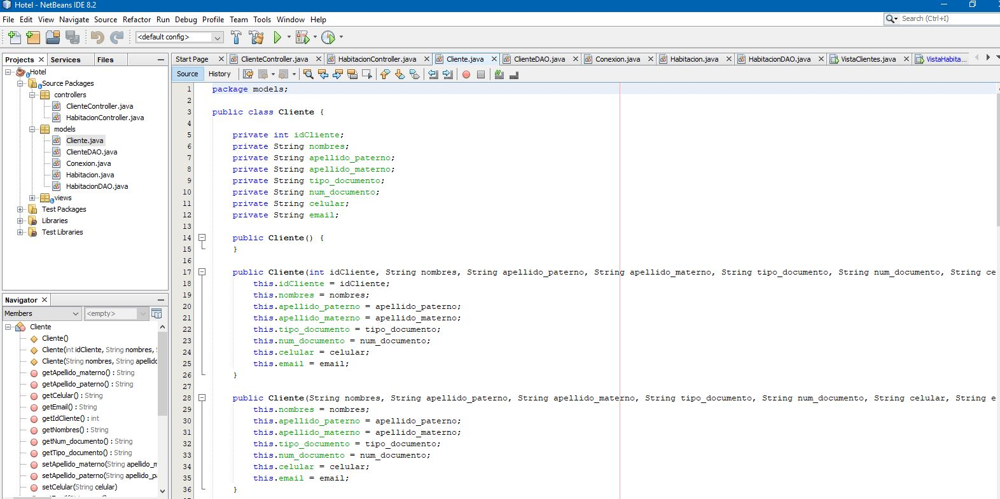 Hotel - NetBeans IDE 8.2
File Edit View Navigate Source Refactor Run Debug Profile Team Tools Window Help
Search (Ctrl+I)
<default config>
Projects Services Files
Hotel
Source Packages
controllers
ClienteController.java
HabitacionController.java
models
Cliente.java
ClienteDAO.java
Conexion.java
Habitacion.java
HabitacionDAO.java
views
Test Packages
Libraries
Test Libraries
Navigator
Members <empty>
Cliente
Cliente()
Cliente(int idCliente, String nombres,
Cliente(String nombres, String apellido
getApellido_materno() : String
getApellido_paterno() : String
getCelular() : String
getEmail() : String
getIdCliente() : int
getNombres() : String
getNum_documento() : String
getTipo_documento() : String
setApellido_materno(String apellido_m
setApellido_paterno(String apellido_pa
setCelular(String celular)
Start Page ClienteController.java HabitacionController.java Cliente.java ClienteDAO.java Conexion.java Habitacion.java HabitacionDAO.java VistaClientes.java VistaHabita...
Source History
1 package models;
2
3 public class Cliente {
4
5 private int idCliente;
6 private String nombres;
7 private String apellido_paterno;
8 private String apellido_materno;
9 private String tipo_documento;
10 private String num_documento;
11 private String celular;
12 private String email;
13
14 public Cliente() {
15 }
16
17 public Cliente(int idCliente, String nombres, String apellido_paterno, String apellido_materno, String tipo_documento, String num_documento, String ce
18 this.idCliente = idCliente;
19 this.nombres = nombres;
20 this.apellido_paterno = apellido_paterno;
21 this.apellido_materno = apellido_materno;
22 this.tipo_documento = tipo_documento;
23 this.num_documento = num_documento;
24 this.celular = celular;
25 this.email = email;
26 }
27
28 public Cliente(String nombres, String apellido_paterno, String apellido_materno, String tipo_documento, String num_documento, String celular, String e
29 this.nombres = nombres;
30 this.apellido_paterno = apellido_paterno;
31 this.apellido_materno = apellido_materno;
32 this.tipo_documento = tipo_documento;
33 this.num_documento = num_documento;
34 this.celular = celular;
35 this.email = email;
36 }